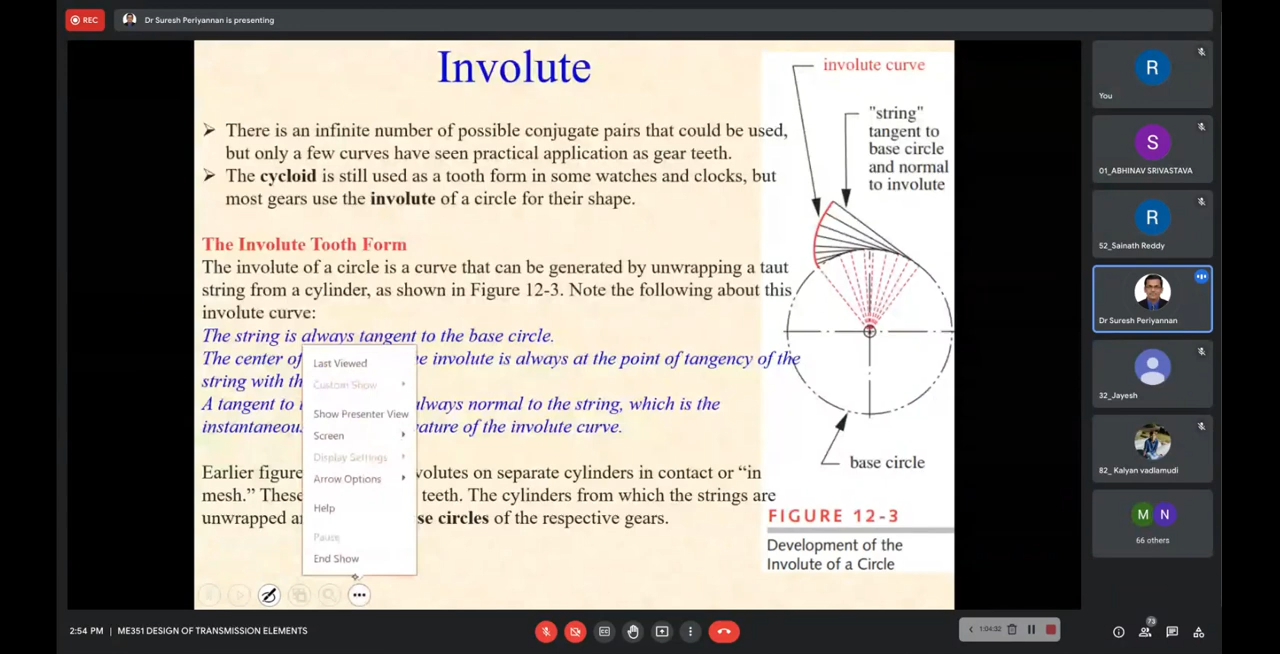 REC
Dr Suresh Periyannan is presenting
Involute
There is an infinite number of possible conjugate pairs that could be used,
but only a few curves have seen practical application as gear teeth.
The cycloid is still used as a tooth form in some watches and clocks, but
most gears use the involute of a circle for their shape.
The Involute Tooth Form
The involute of a circle is a curve that can be generated by unwrapping a taut
string from a cylinder, as shown in Figure 12-3. Note the following about this
involute curve:
The string is always tangent to the base circle.
The center of involute is always at the point of tangency of the
string with
A tangent to always normal to the string, which is the
instantaneous of the involute curve.
Earlier on separate cylinders in contact or “in
mesh.” These teeth. The cylinders from which the strings are
unwrapped circles of the respective gears.
Last Viewed
Custom Show
Show Presenter View
Screen
Display Settings
Arrow Options
Help
Pause
End Show
involute curve
"string"
tangent to
base circle
and normal
to involute
base circle
FIGURE 12-3
Development of the
Involute of a Circle
R
You
S
01_ABHINAV SRIVASTAVA
R
52_Sainath Reddy
Dr Suresh Periyannan
32_Jayesh
82_ Kalyan vadlamudi
M N
66 others
2:54 PM | ME351 DESIGN OF TRANSMISSION ELEMENTS
1:04:32
73